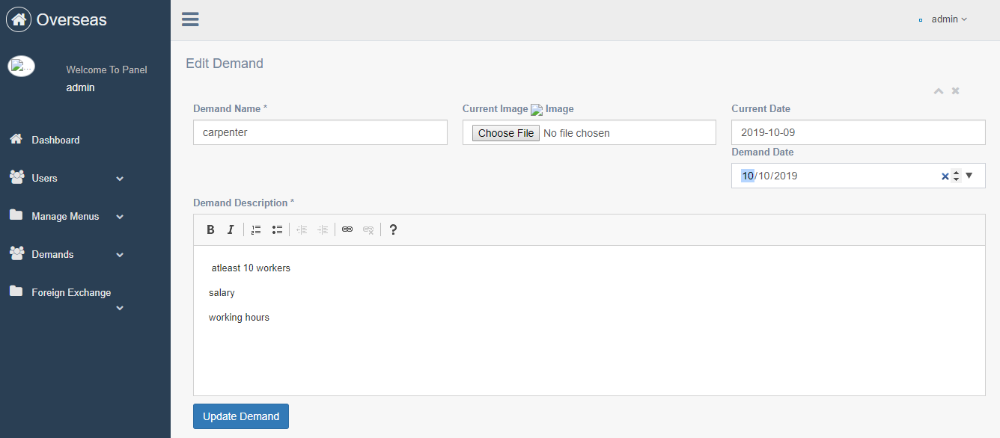 Overseas
admin
Welcome To Panel
admin
Edit Demand
Dashboard
Users
Manage Menus
Demands
Foreign Exchange
Demand Name *
carpenter
Current Image Image
Choose File No file chosen
Current Date
2019-10-09
Demand Date
10/10/2019
Demand Description *
B I ?
atleast 10 workers
salary
working hours
Update Demand